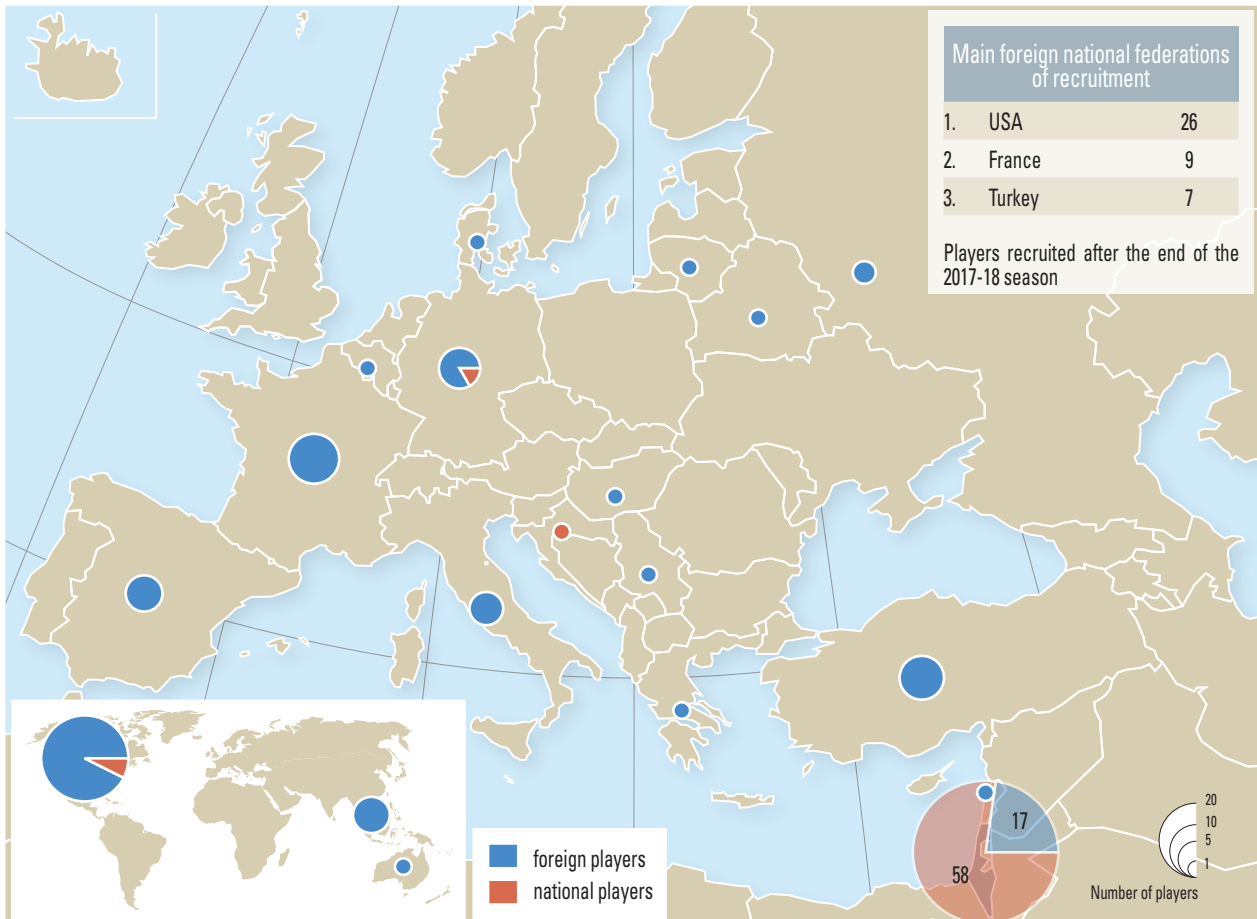 Main foreign national federations
of recruitment
1. USA 26
2. France 9
3. Turkey 7
Players recruited after the end of the
2017-18 season
17
58
20
10
5
1
Number of players
foreign players
national players